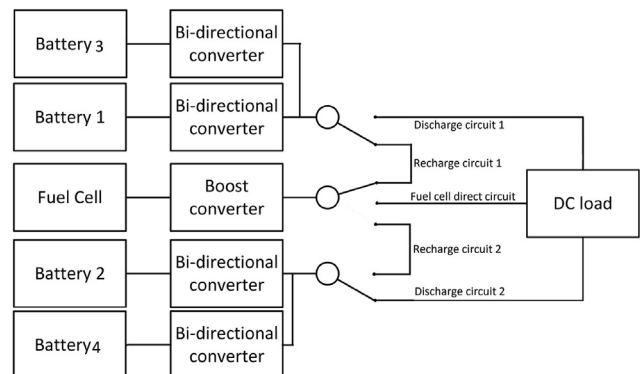 Battery 3
Bi-directional
converter
Battery 1
Bi-directional
converter
Discharge circuit 1
Recharge circuit 1
Fuel Cell
Boost
converter
Fuel cell direct circuit
DC load
Recharge circuit 2
Battery 2
Bi-directional
converter
Discharge circuit 2
Battery4
Bi-directional
converter